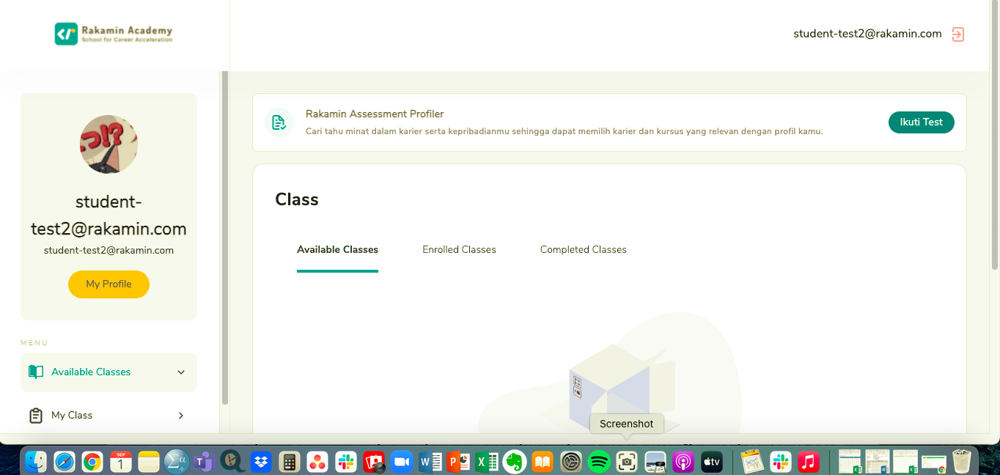 Rakamin Academy
School for Career Acceleration
student-test2@rakamin.com
student-
test2@rakamin.com
student-test2@rakamin.com
My Profile
MENU
Available Classes
My Class
Rakamin Assessment Profiler
Cari tahu minat dalam karier serta kepribadianmu sehingga dapat memilih karier dan kursus yang relevan dengan profil kamu.
Ikuti Test
Class
Available Classes
Enrolled Classes
Completed Classes
Screenshot
SEP
1
tv